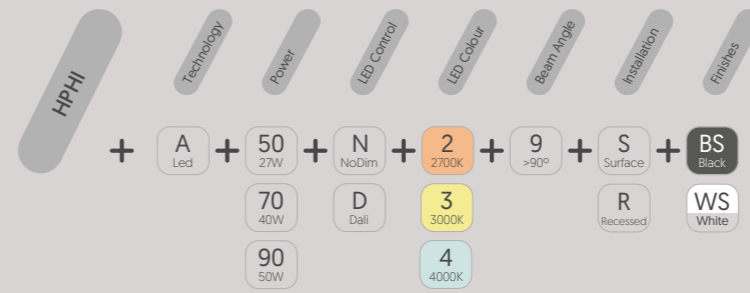 HPHI
Technology
Power
LED Control
LED Colour
Beam Angle
Installation
Finishes
+ A + 50 + N + 2 + 9 + S + BS
Led 27W NoDim 2700K >90º Surface Black
70 D 3 R WS
40W Dali 3000K Recessed White
90 4
50W 4000K